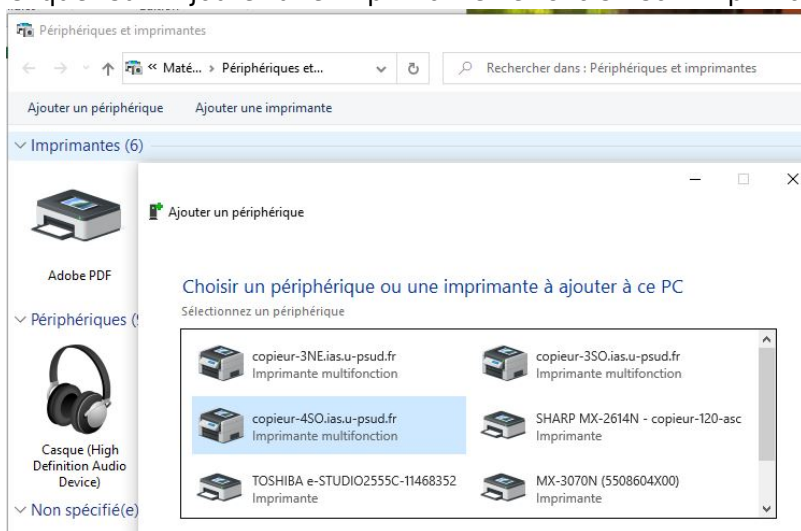 Périphériques et imprimantes
« Maté... › Périphériques et...
Rechercher dans : Périphériques et imprimantes
Ajouter un périphérique Ajouter une imprimante
Imprimantes (6)
Ajouter un périphérique
Adobe PDF
Choisir un périphérique ou une imprimante à ajouter à ce PC
Sélectionnez un périphérique
Périphériques (
copieur-3NE.ias.u-psud.fr
Imprimante multifonction
copieur-3SO.ias.u-psud.fr
Imprimante multifonction
copieur-4SO.ias.u-psud.fr
Imprimante multifonction
SHARP MX-2614N - copieur-120-asc
Imprimante
Casque (High
Definition Audio
Device)
TOSHIBA e-STUDIO2555C-11468352
Imprimante
MX-3070N (5508604X00)
Imprimante
Non spécifié(e)